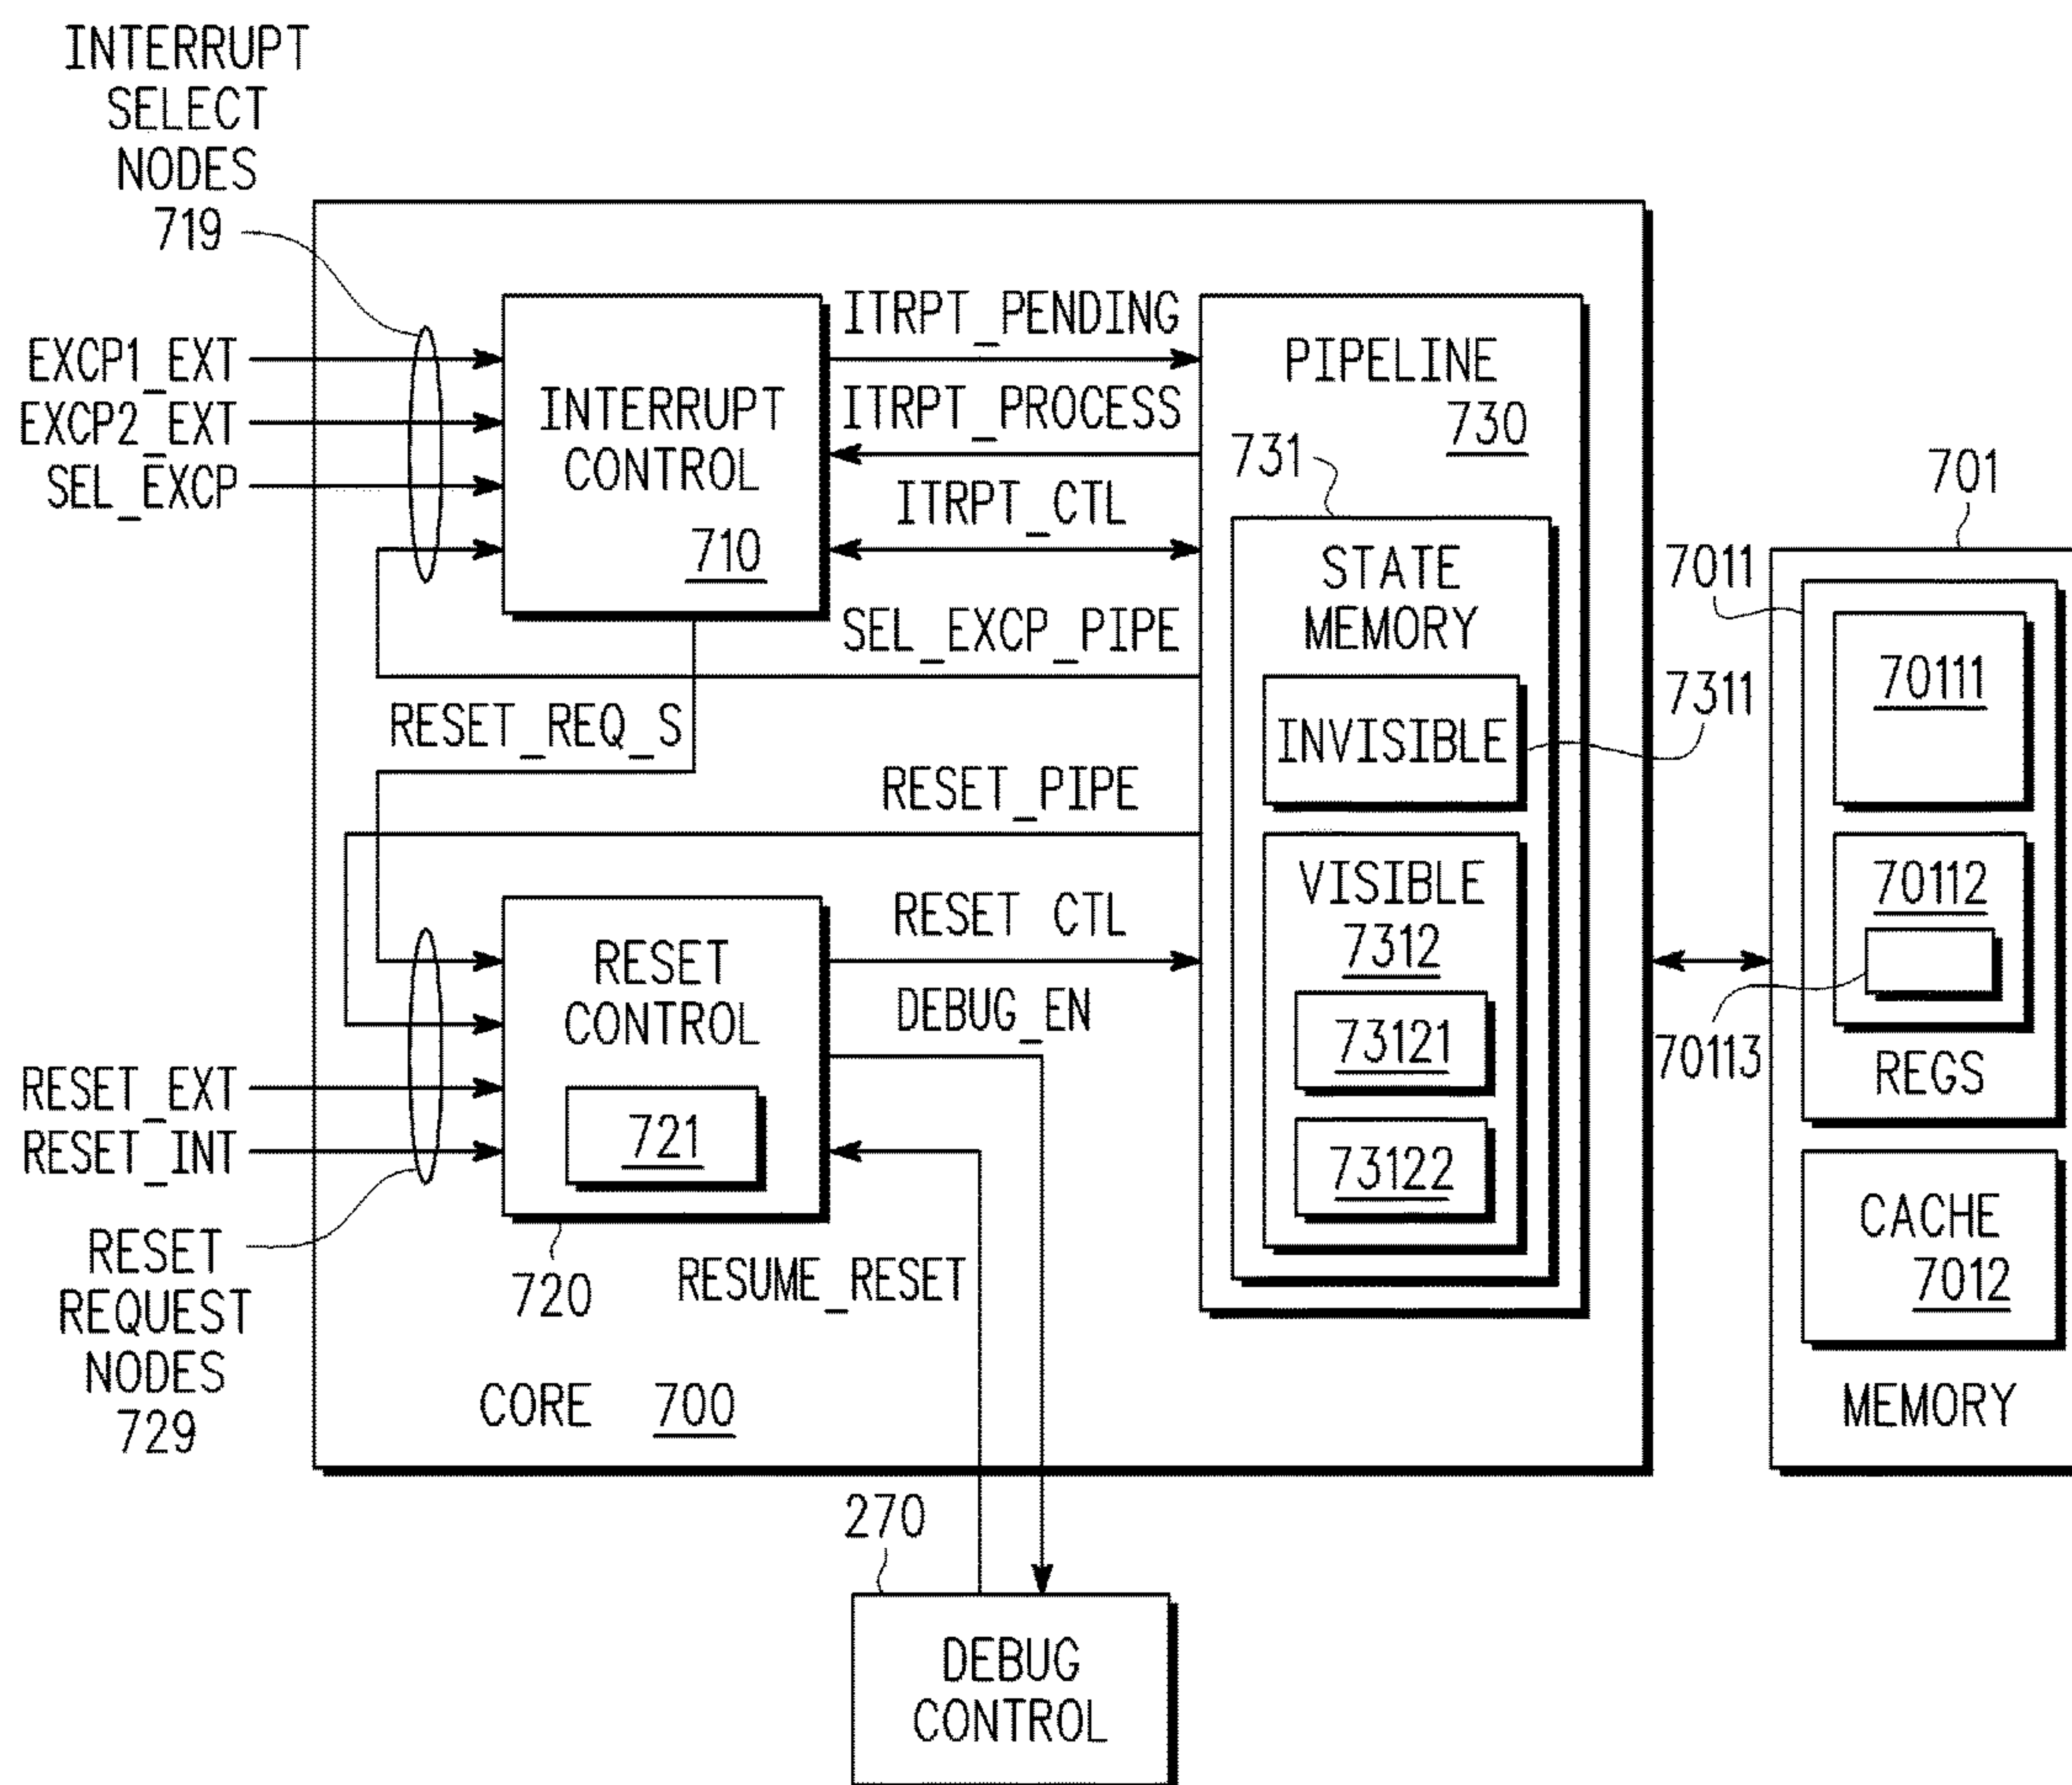 INTERRUPT
SELECT
NODES
719
EXCP1_EXT
EXCP2_EXT
SEL_EXCP
INTERRUPT
CONTROL
710
ITRPT_PENDING
ITRPT_PROCESS
ITRPT_CTL
SEL_EXCP_PIPE
RESET_REQ_S
RESET_PIPE
RESET CTL
DEBUG_EN
RESET_EXT
RESET_INT
RESET
REQUEST
NODES
729
RESET
CONTROL
721
720
RESUME_RESET
CORE 700
PIPELINE
730
731
STATE
MEMORY
INVISIBLE
7311
VISIBLE
7312
73121
73122
701
7011
70111
70112
70113
REGS
CACHE
7012
MEMORY
270
DEBUG
CONTROL